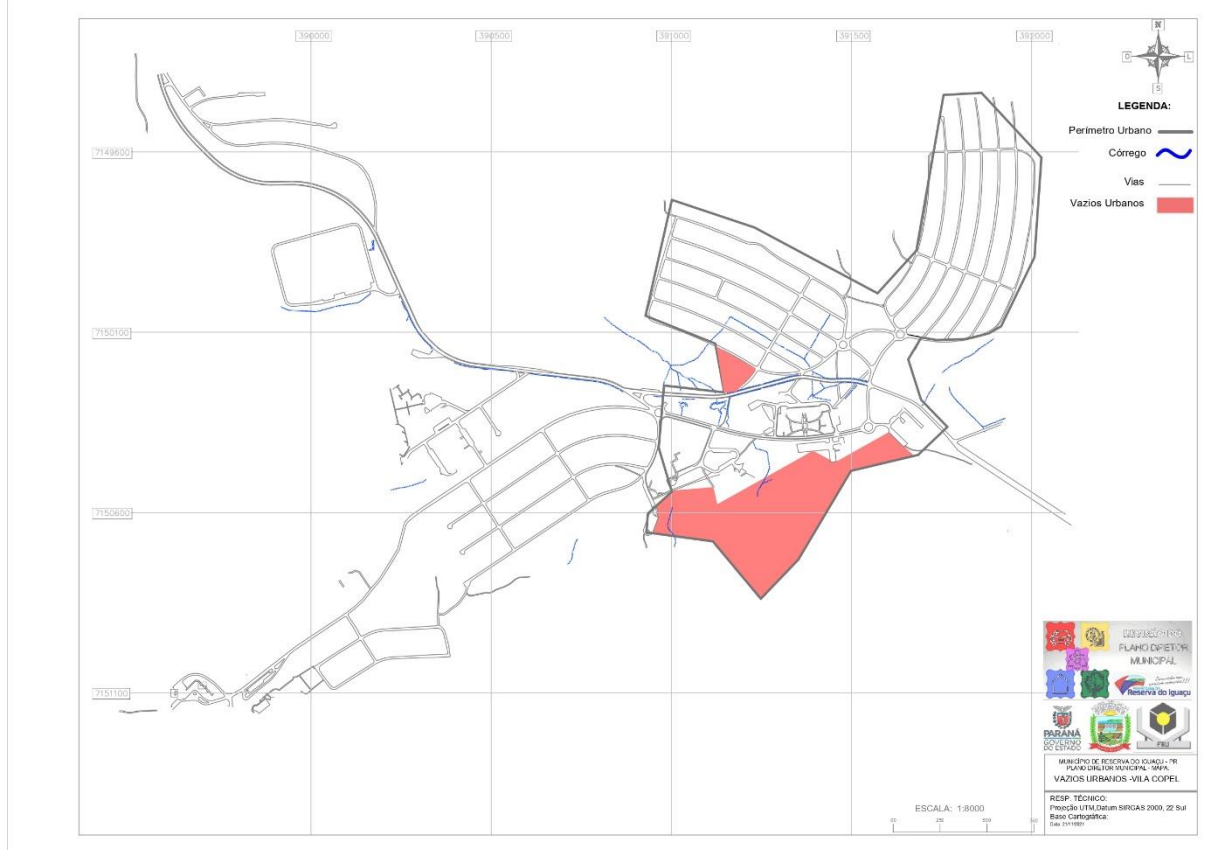 390000
390500
391000
391500
392000
N
O
L
S
LEGENDA:
Perímetro Urbano
Córrego
Vias
Vazios Urbanos
7149600
7150100
7150600
7151100
PLANO DIRETOR
MUNICIPAL
Reserva do Iguaçu
PARANÁ
GOVERNO
DO ESTADO
MUNICÍPIO DE RESERVA DO IGUAÇU - PR
PLANO DIRETOR MUNICIPAL - MAPA:
VAZIOS URBANOS -VILA COPEL
ESCALA: 1:8000
250
500
RESP. TÉCNICO:
Projeção UTM,Datum SIRGAS 2000, 22 Sul
Base Cartográfica: